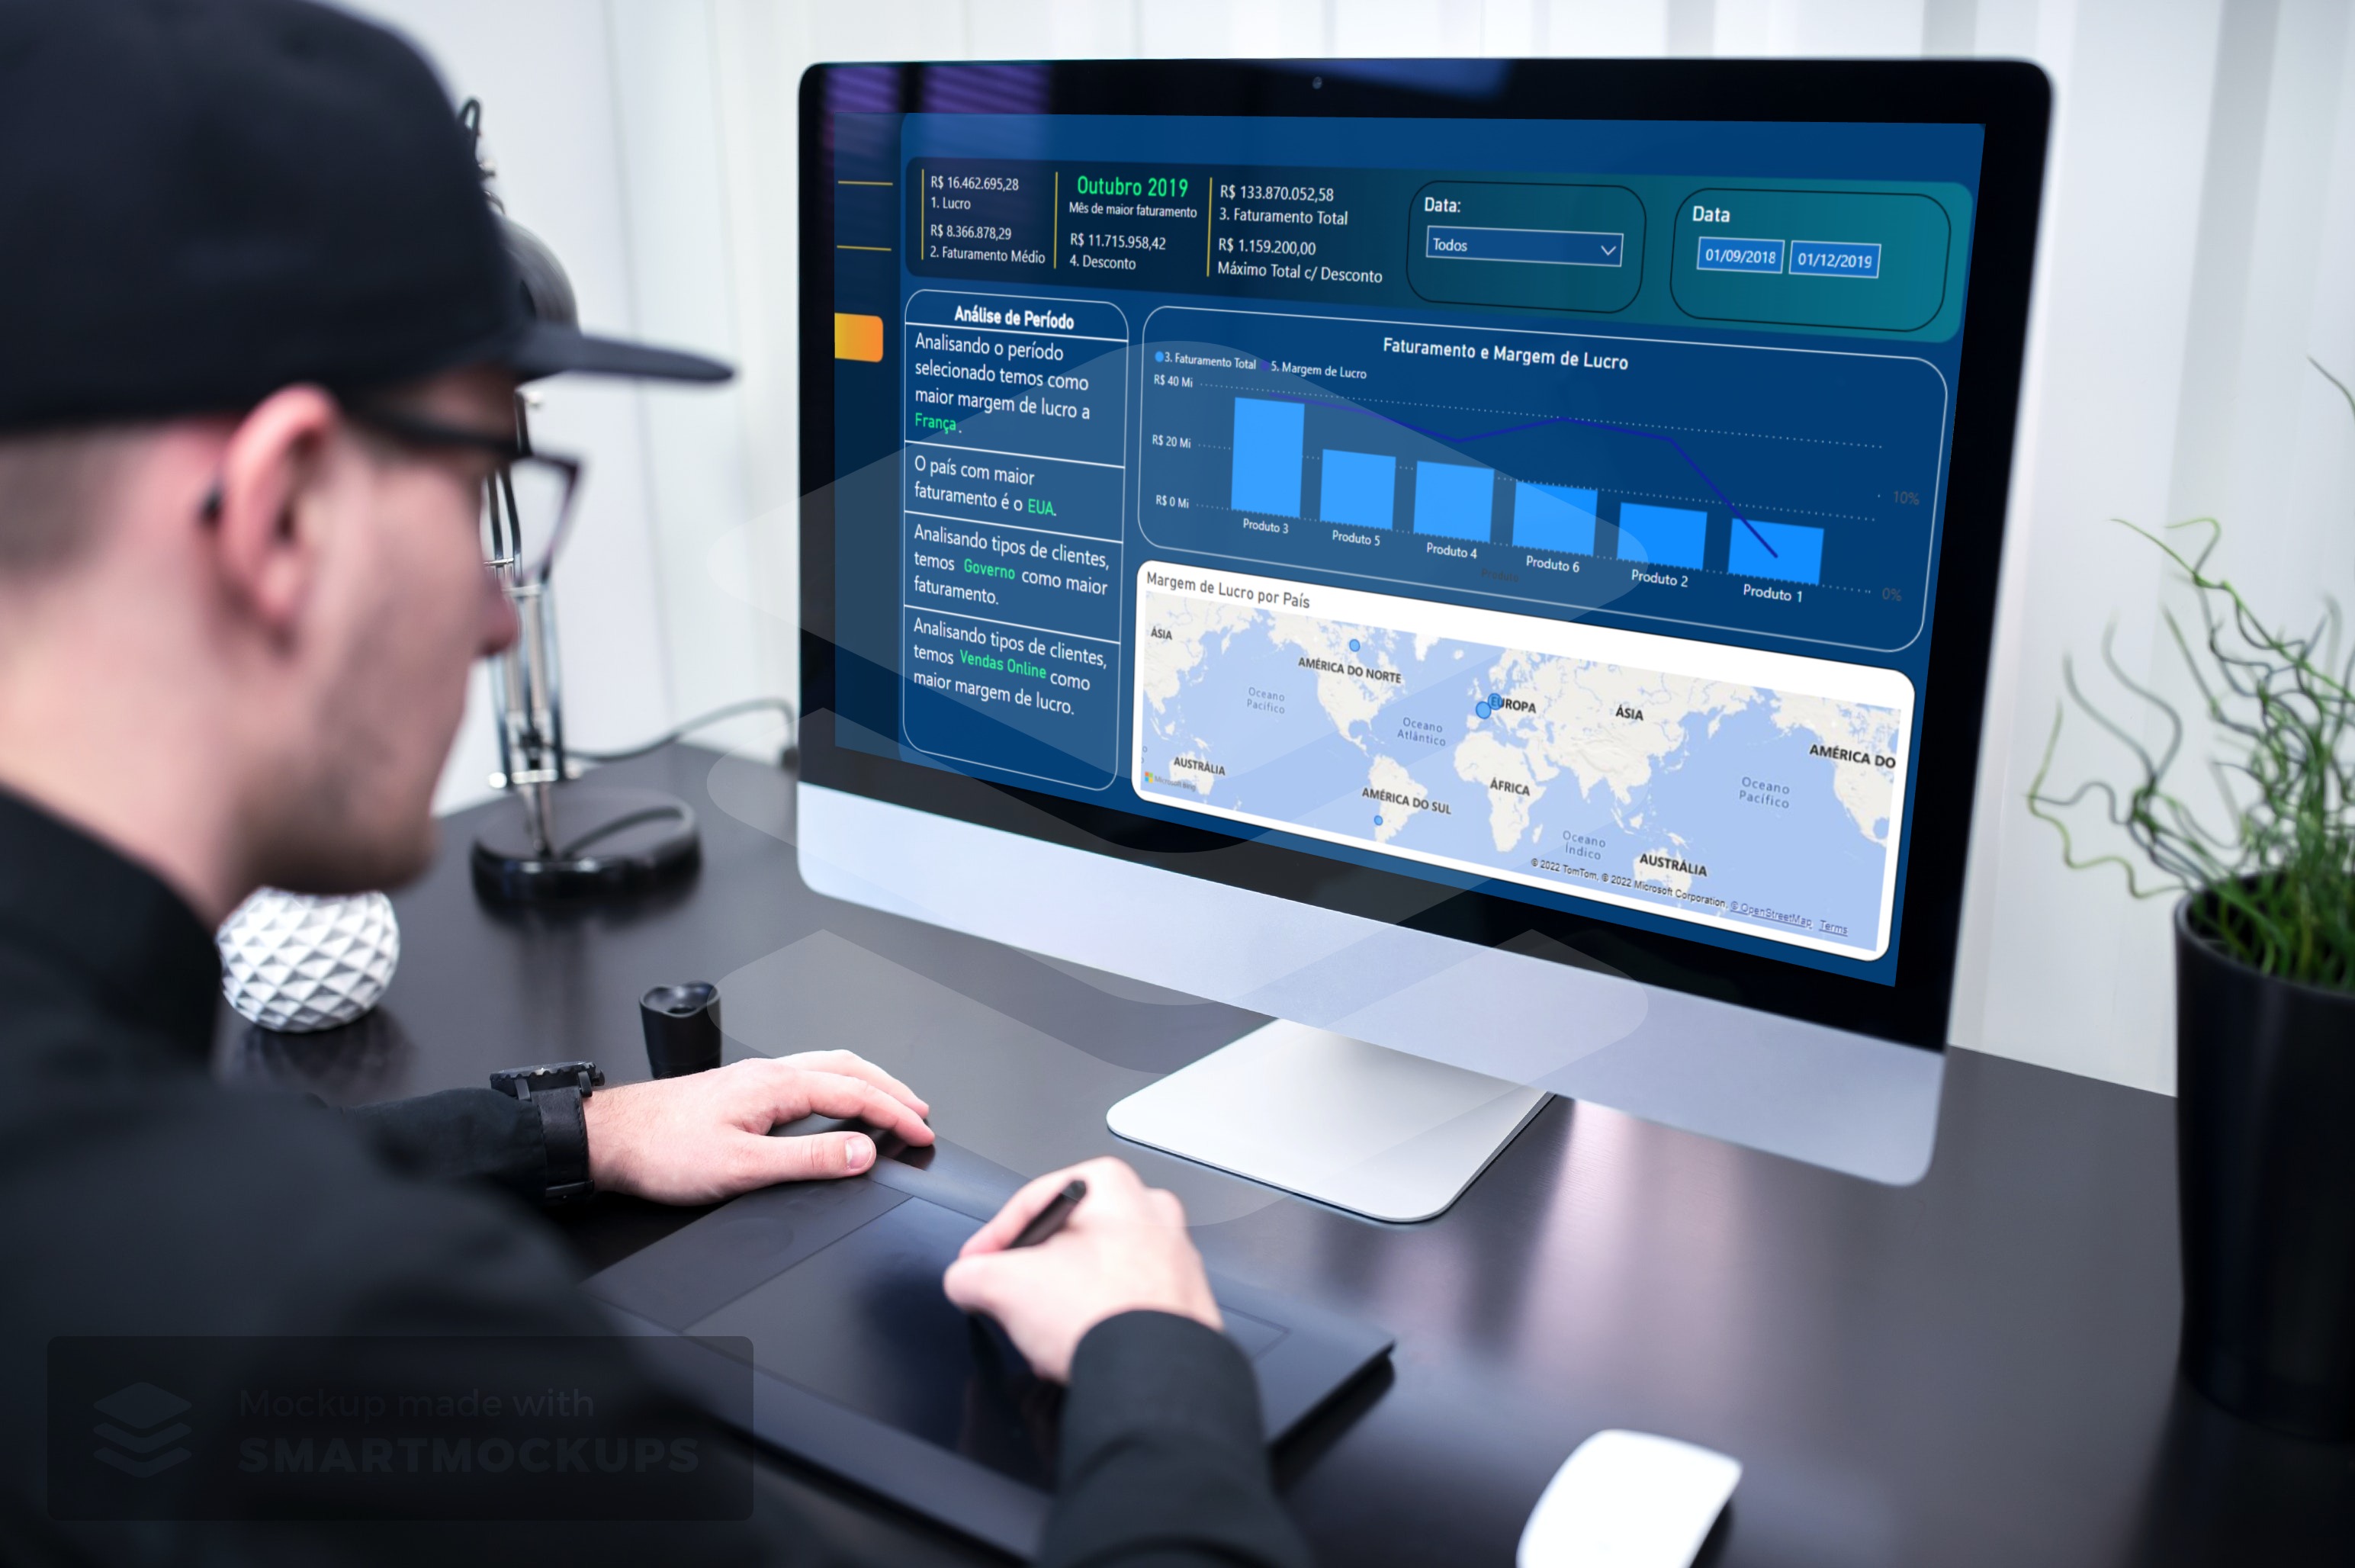 R$ 16.462.695,28
1. Lucro
R$ 8.366.878,29
2. Faturamento Médio
Outubro 2019
Mês de maior faturamento
R$ 11.715.958,42
4. Desconto
R$ 133.870.052,58
3. Faturamento Total
R$ 1.159.200,00
Máximo Total c/ Desconto
Data:
Todos
Data
01/09/2018
01/12/2019
Análise de Período
Analisando o período
selecionado temos como
maior margem de lucro a
França.
O país com maior
faturamento é o EUA.
Analisando tipos de clientes,
temos Governo como maior
faturamento.
Analisando tipos de clientes,
temos Vendas Online como
maior margem de lucro.
Faturamento e Margem de Lucro
3. Faturamento Total 5. Margem de Lucro
R$ 40 Mi
R$ 20 Mi
R$ 0 Mi
10%
0%
Produto 3
Produto 5
Produto 4
Produto 6
Produto 2
Produto 1
Produto
Margem de Lucro por País
ÁSIA
AMÉRICA DO NORTE
EUROPA
ÁSIA
AMÉRICA DO
Oceano
Pacífico
Oceano
Atlântico
Oceano
Pacífico
AUSTRÁLIA
ÁFRICA
AMÉRICA DO SUL
Oceano
Índico
AUSTRÁLIA
Microsoft Bing
© 2022 TomTom, © 2022 Microsoft Corporation, © OpenStreetMap Terms
Mockup made with
SMARTMOCKUPS